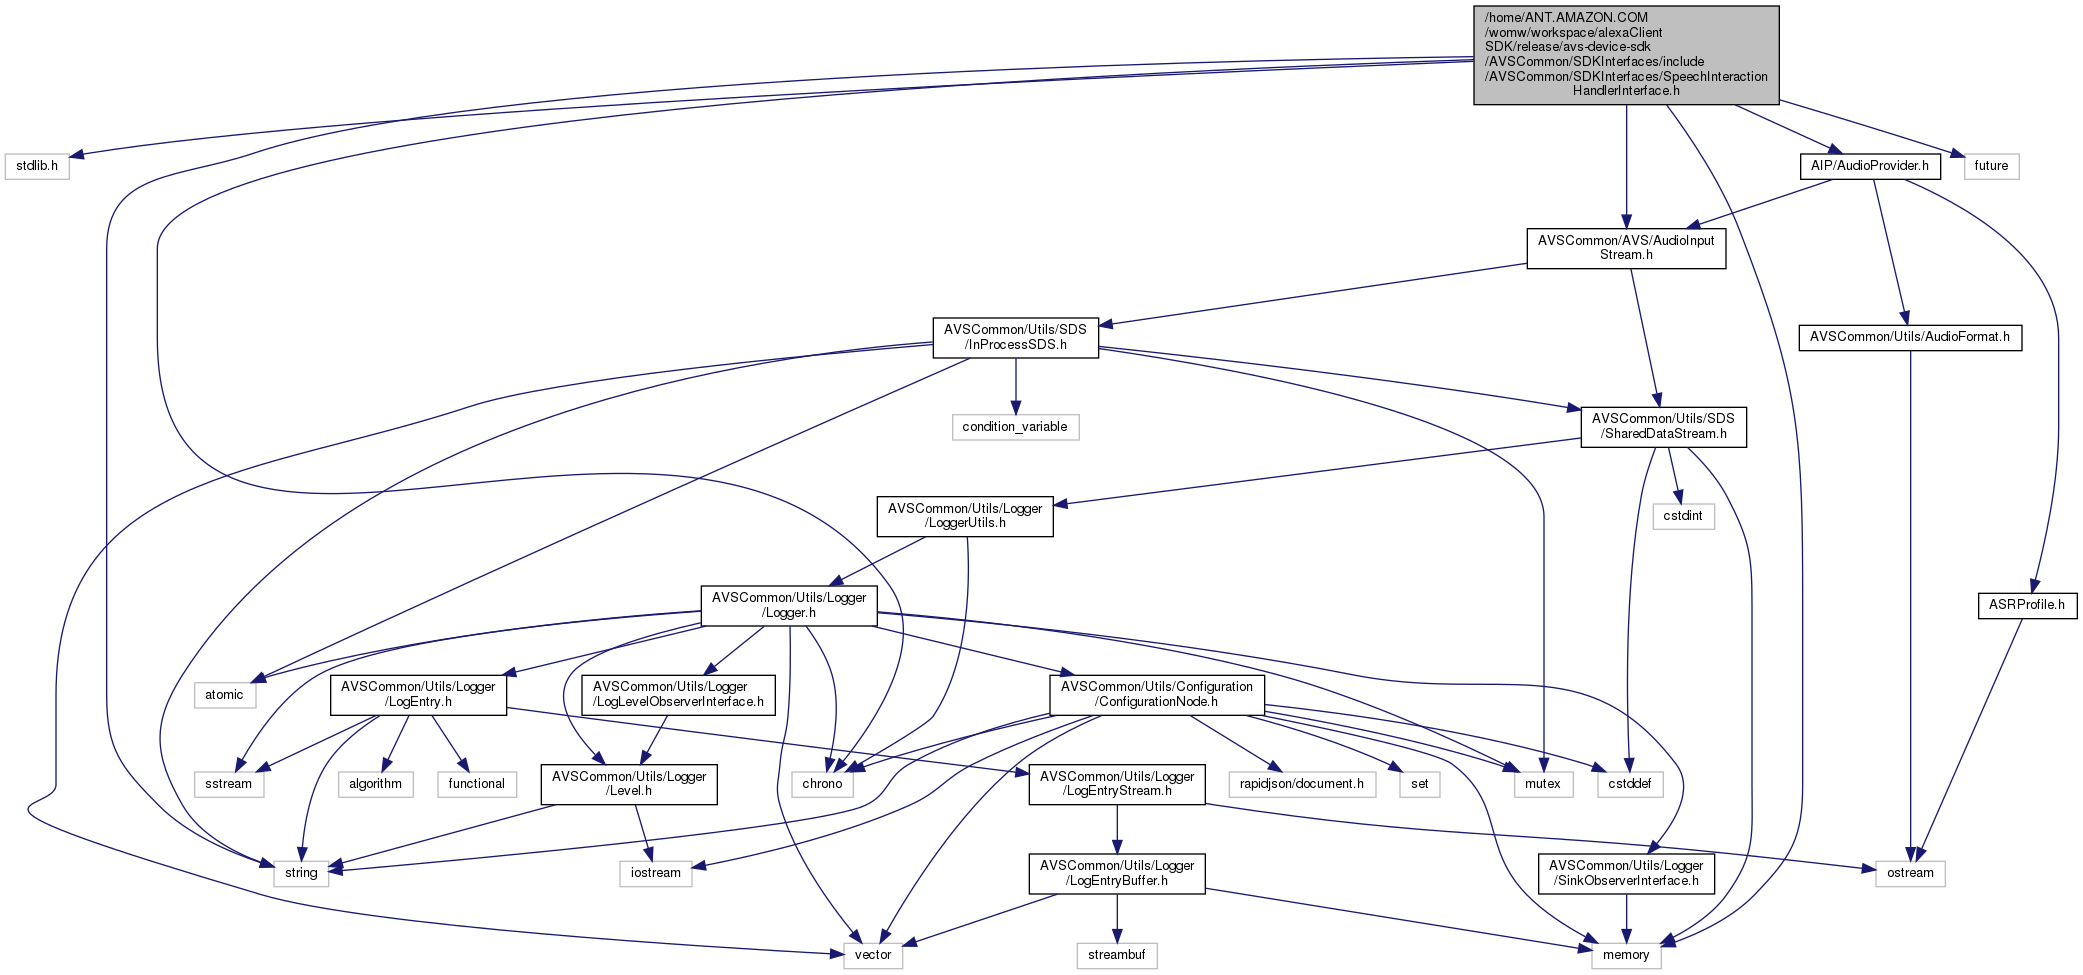 /home/ANT.AMAZON.COM
/womw/workspace/alexaClient
SDK/release/avs-device-sdk
/AVSCommon/SDKInterfaces/include
/AVSCommon/SDKInterfaces/SpeechInteraction
HandlerInterface.h
stdlib.h
AIP/AudioProvider.h
future
AVSCommon/AVS/AudioInput
Stream.h
AVSCommon/Utils/SDS
/InProcessSDS.h
AVSCommon/Utils/AudioFormat.h
condition_variable
AVSCommon/Utils/SDS
/SharedDataStream.h
AVSCommon/Utils/Logger
/LoggerUtils.h
cstdint
AVSCommon/Utils/Logger
/Logger.h
ASRProfile.h
atomic
AVSCommon/Utils/Logger
/LogEntry.h
AVSCommon/Utils/Logger
/LogLevelObserverInterface.h
AVSCommon/Utils/Configuration
/ConfigurationNode.h
sstream
algorithm
functional
AVSCommon/Utils/Logger
/Level.h
chrono
AVSCommon/Utils/Logger
/LogEntryStream.h
rapidjson/document.h
set
mutex
cstddef
string
iostream
AVSCommon/Utils/Logger
/LogEntryBuffer.h
AVSCommon/Utils/Logger
/SinkObserverInterface.h
ostream
vector
streambuf
memory